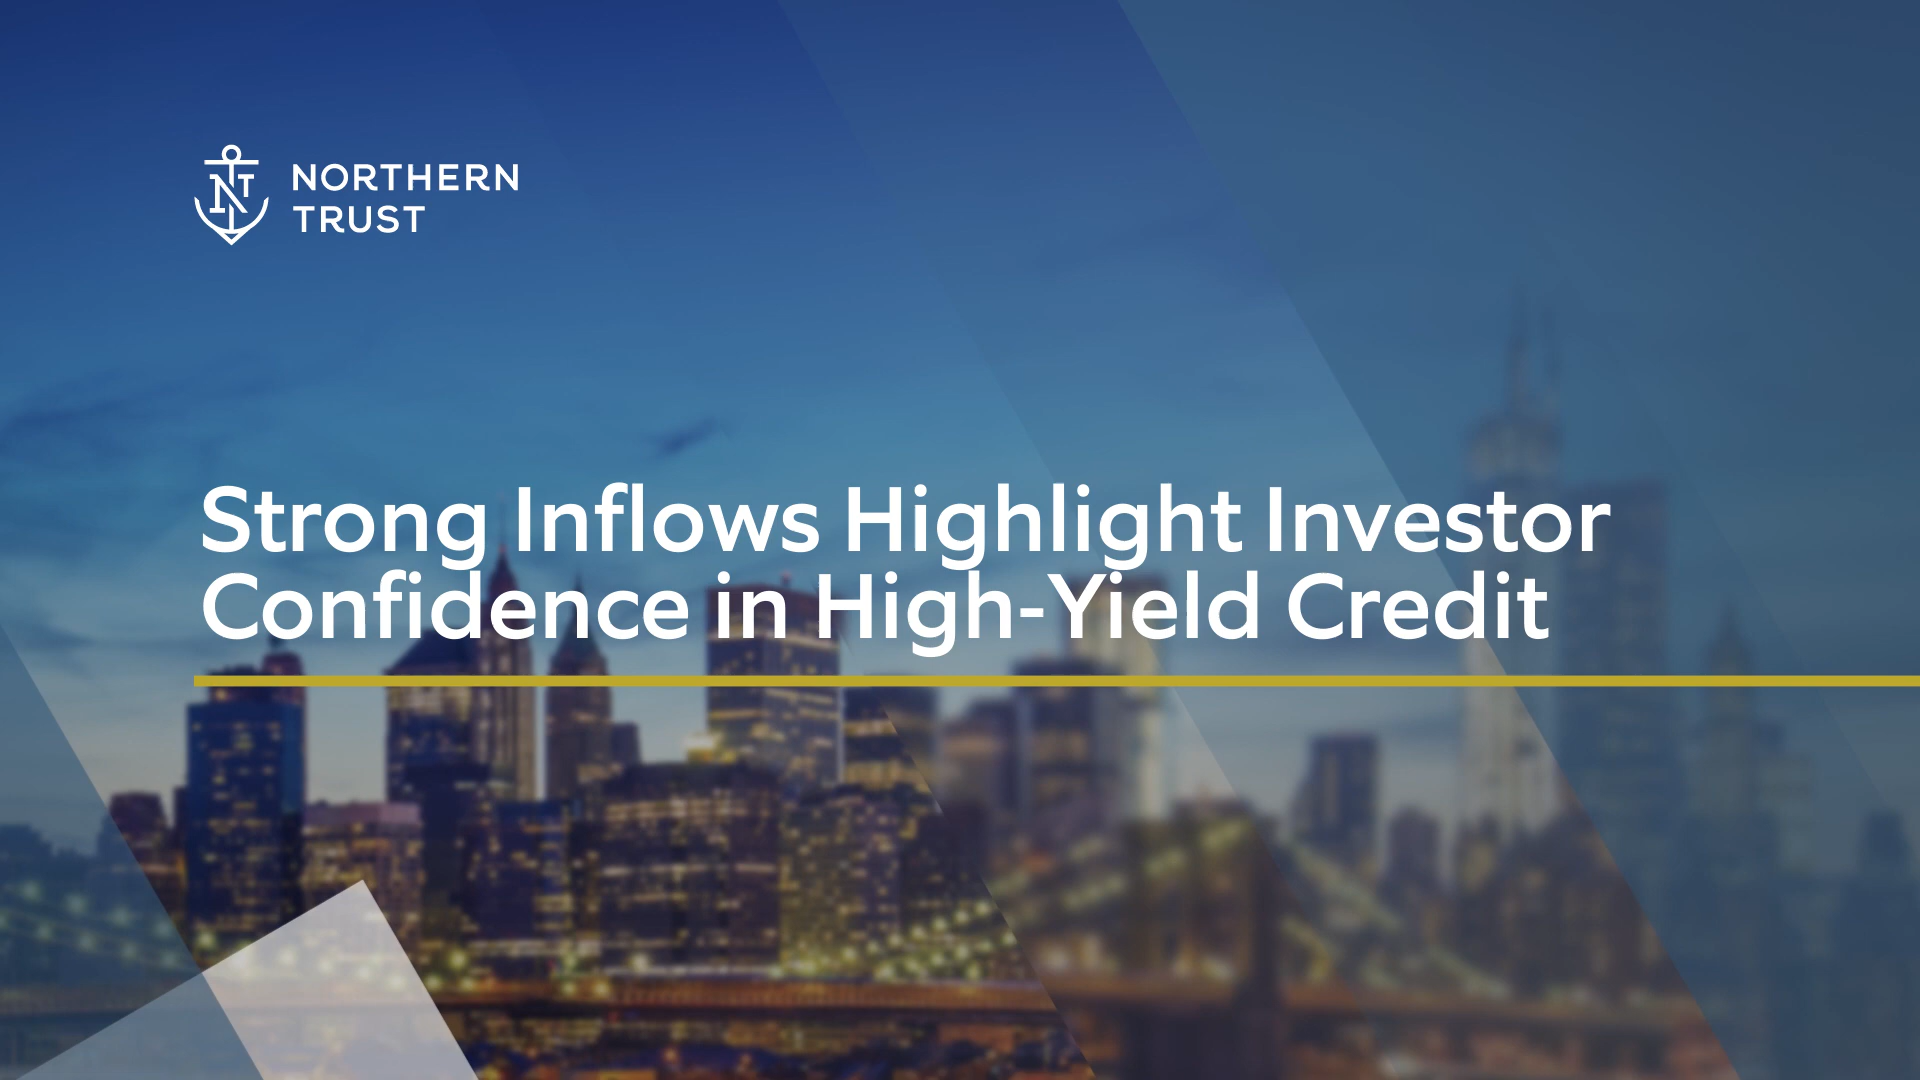 NORTHERN
TRUST
Strong Inflows Highlight Investor
Confidence in High-Yield Credit